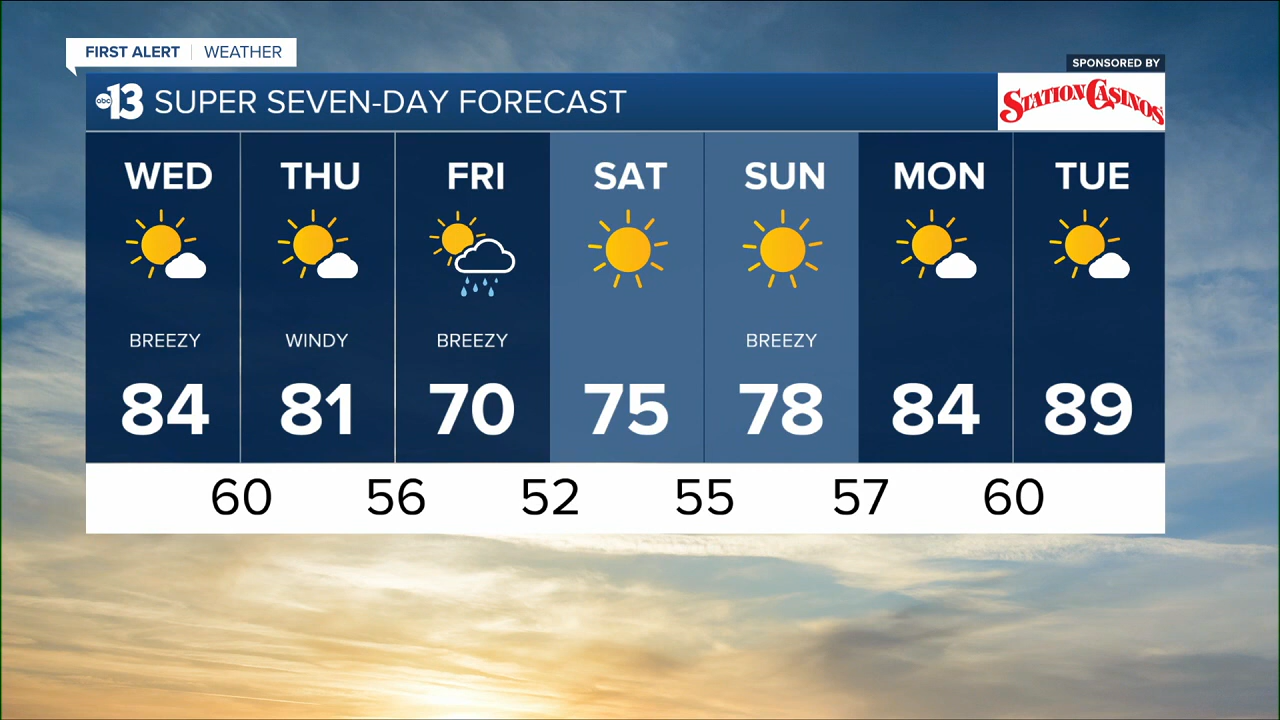 FIRST ALERT | WEATHER
SPONSORED BY
abc 13 SUPER SEVEN-DAY FORECAST
STATION CASINOS
WED THU FRI SAT SUN MON TUE
BREEZY WINDY BREEZY BREEZY
84 81 70 75 78 84 89
60 56 52 55 57 60